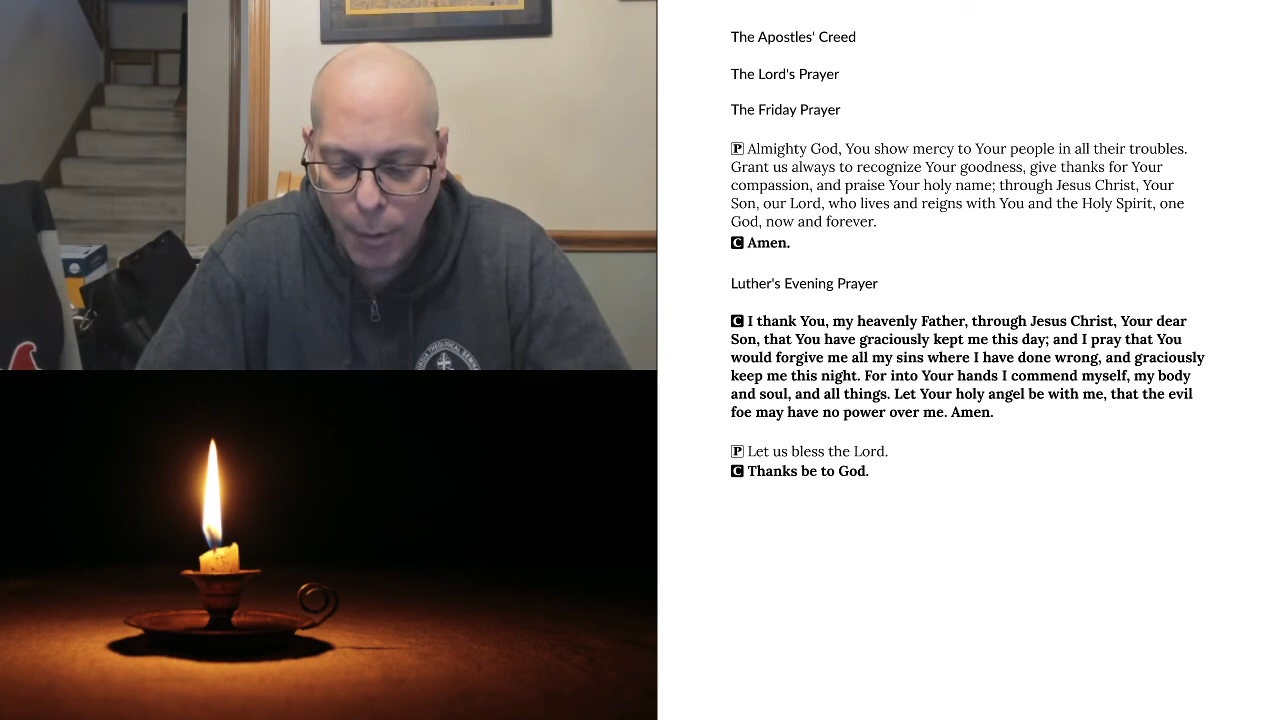 The Apostles' Creed
The Lord's Prayer
The Friday Prayer
P Almighty God, You show mercy to Your people in all their troubles.
Grant us always to recognize Your goodness, give thanks for Your
compassion, and praise Your holy name; through Jesus Christ, Your
Son, our Lord, who lives and reigns with You and the Holy Spirit, one
God, now and forever.
C Amen.
Luther's Evening Prayer
C I thank You, my heavenly Father, through Jesus Christ, Your dear
Son, that You have graciously kept me this day; and I pray that You
would forgive me all my sins where I have done wrong, and graciously
keep me this night. For into Your hands I commend myself, my body
and soul, and all things. Let Your holy angel be with me, that the evil
foe may have no power over me. Amen.
P Let us bless the Lord.
C Thanks be to God.
THEOLOGICAL